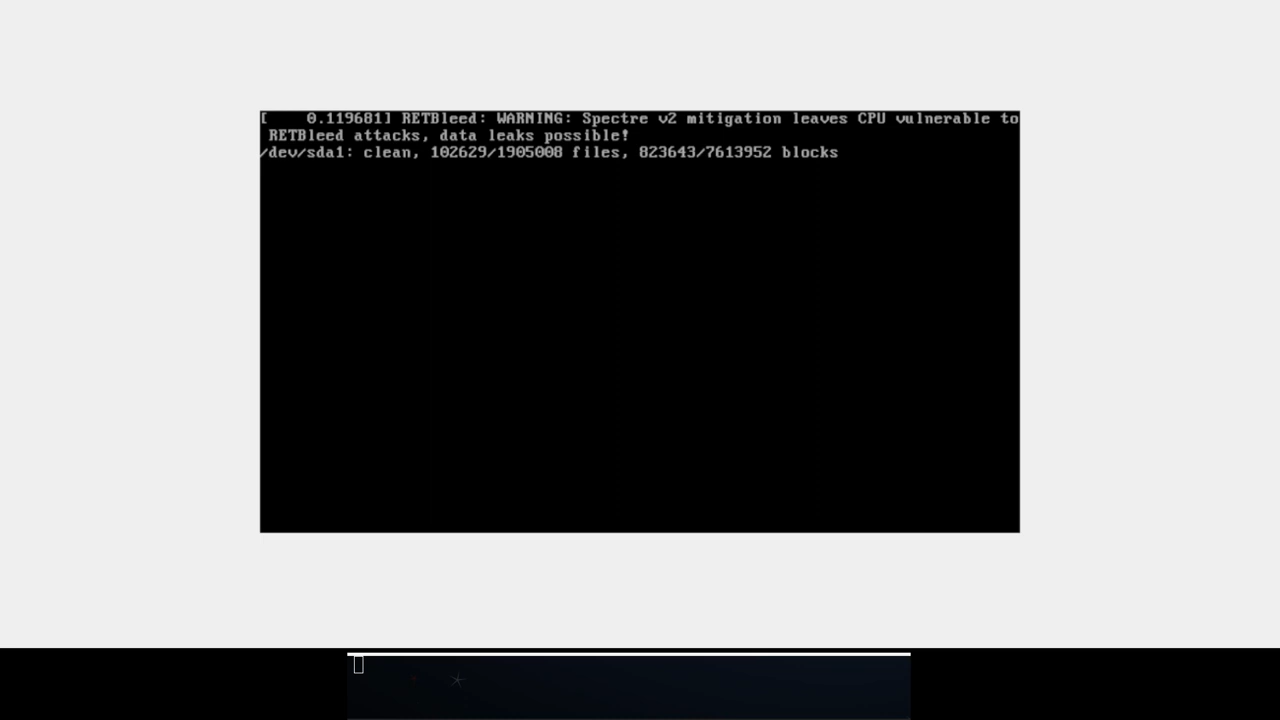 [    0.119681] RETBleed: WARNING: Spectre v2 mitigation leaves CPU vulnerable to
 RETBleed attacks, data leaks possible!
/dev/sda1: clean, 102629/1905008 files, 823643/7613952 blocks